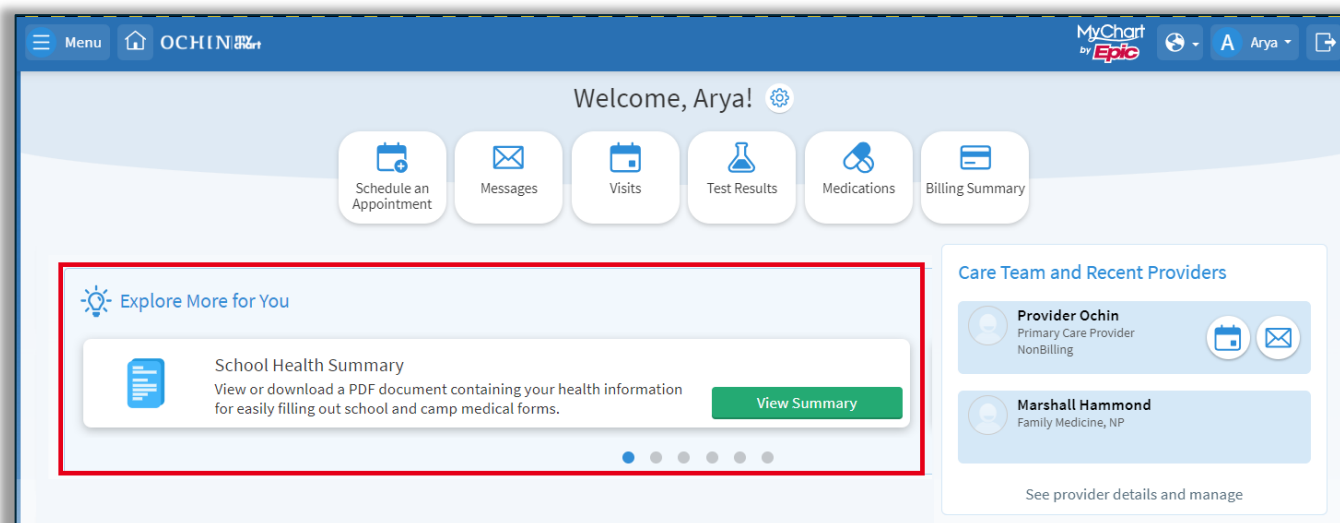 Menu
OCHIN MyChart
MyChart
by Epic
A
Arya
Welcome, Arya!
Schedule an
Appointment
Messages
Visits
Test Results
Medications
Billing Summary
Explore More for You
School Health Summary
View or download a PDF document containing your health information
for easily filling out school and camp medical forms.
View Summary
Care Team and Recent Providers
Provider Ochin
Primary Care Provider
NonBilling
Marshall Hammond
Family Medicine, NP
See provider details and manage